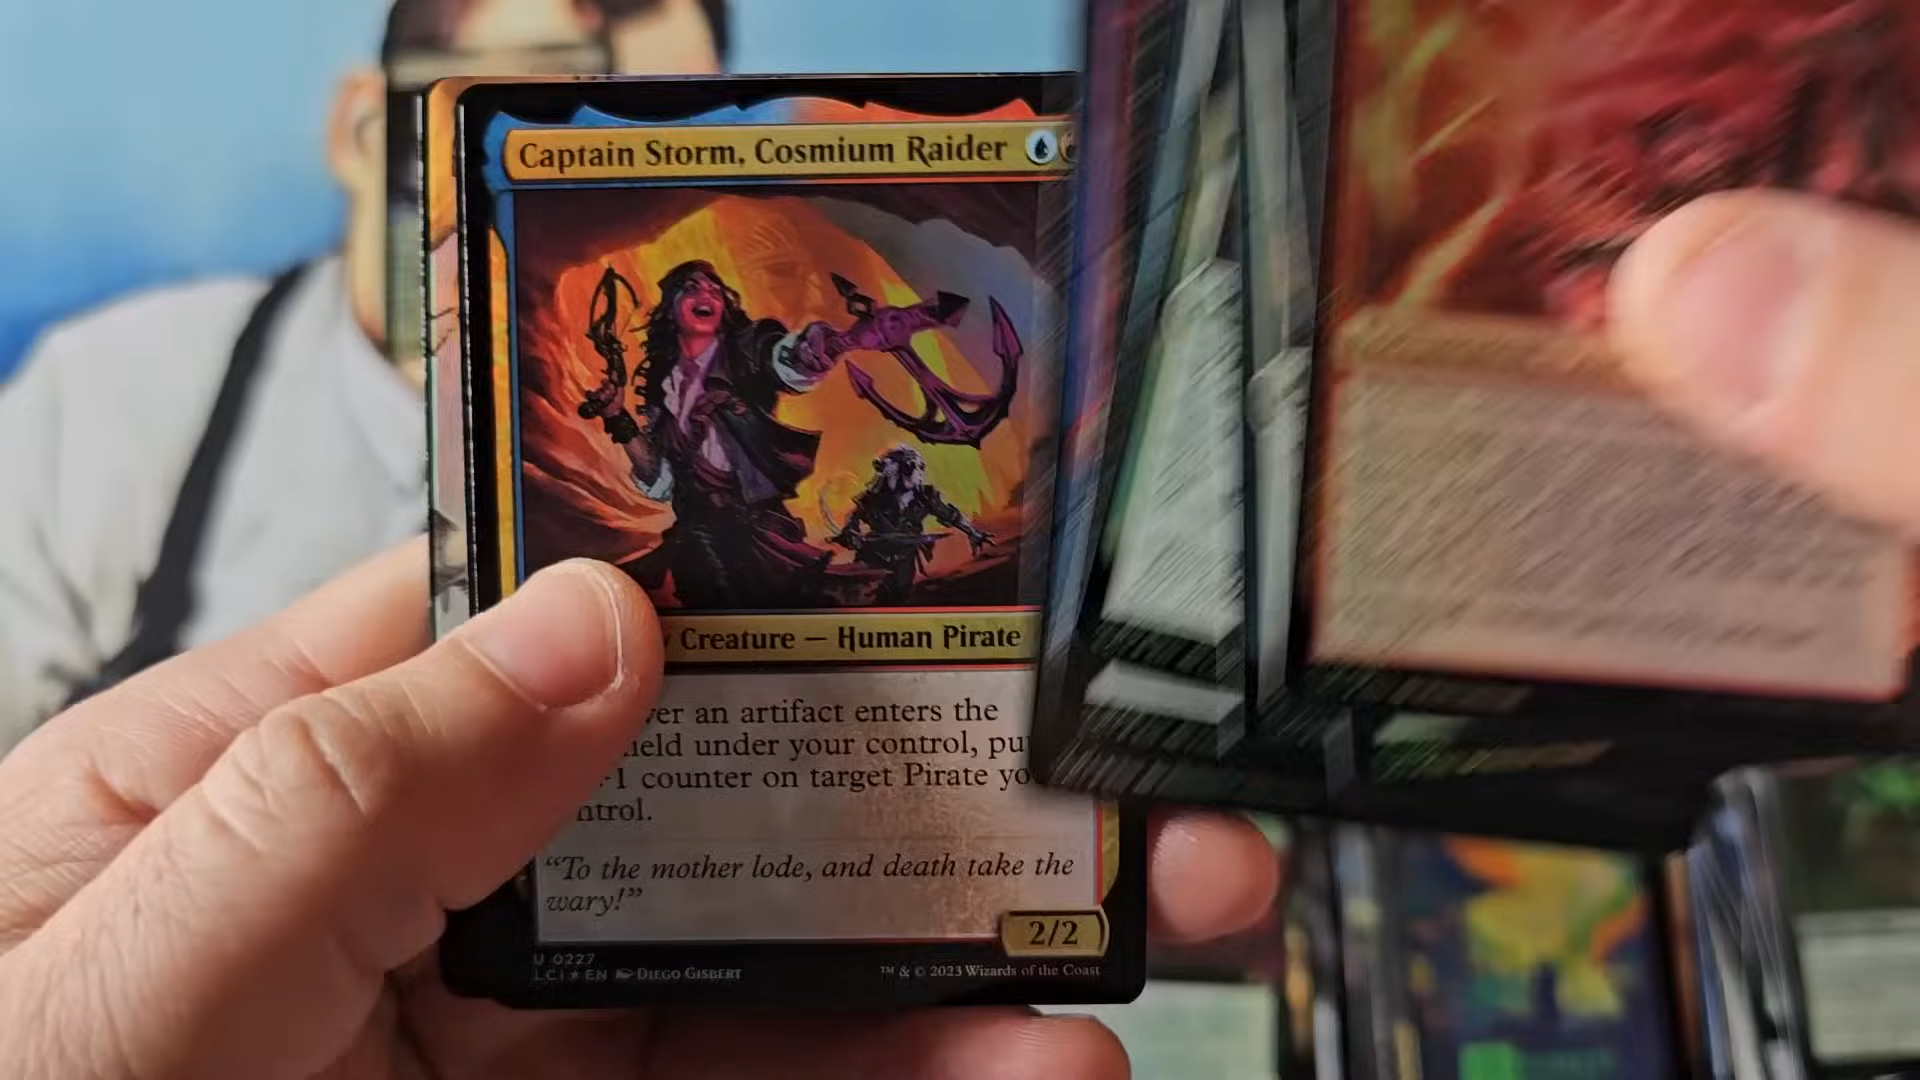 Captain Storm, Cosmium Raider
Creature — Human Pirate
ver an artifact enters the
ield under your control, pu
+1 counter on target Pirate yo
ntrol.
“To the mother lode, and death take the
wary!”
2/2
U 0227
LCI ★ EN DIEGO GISBERT
™ & © 2023 Wizards of the Coast